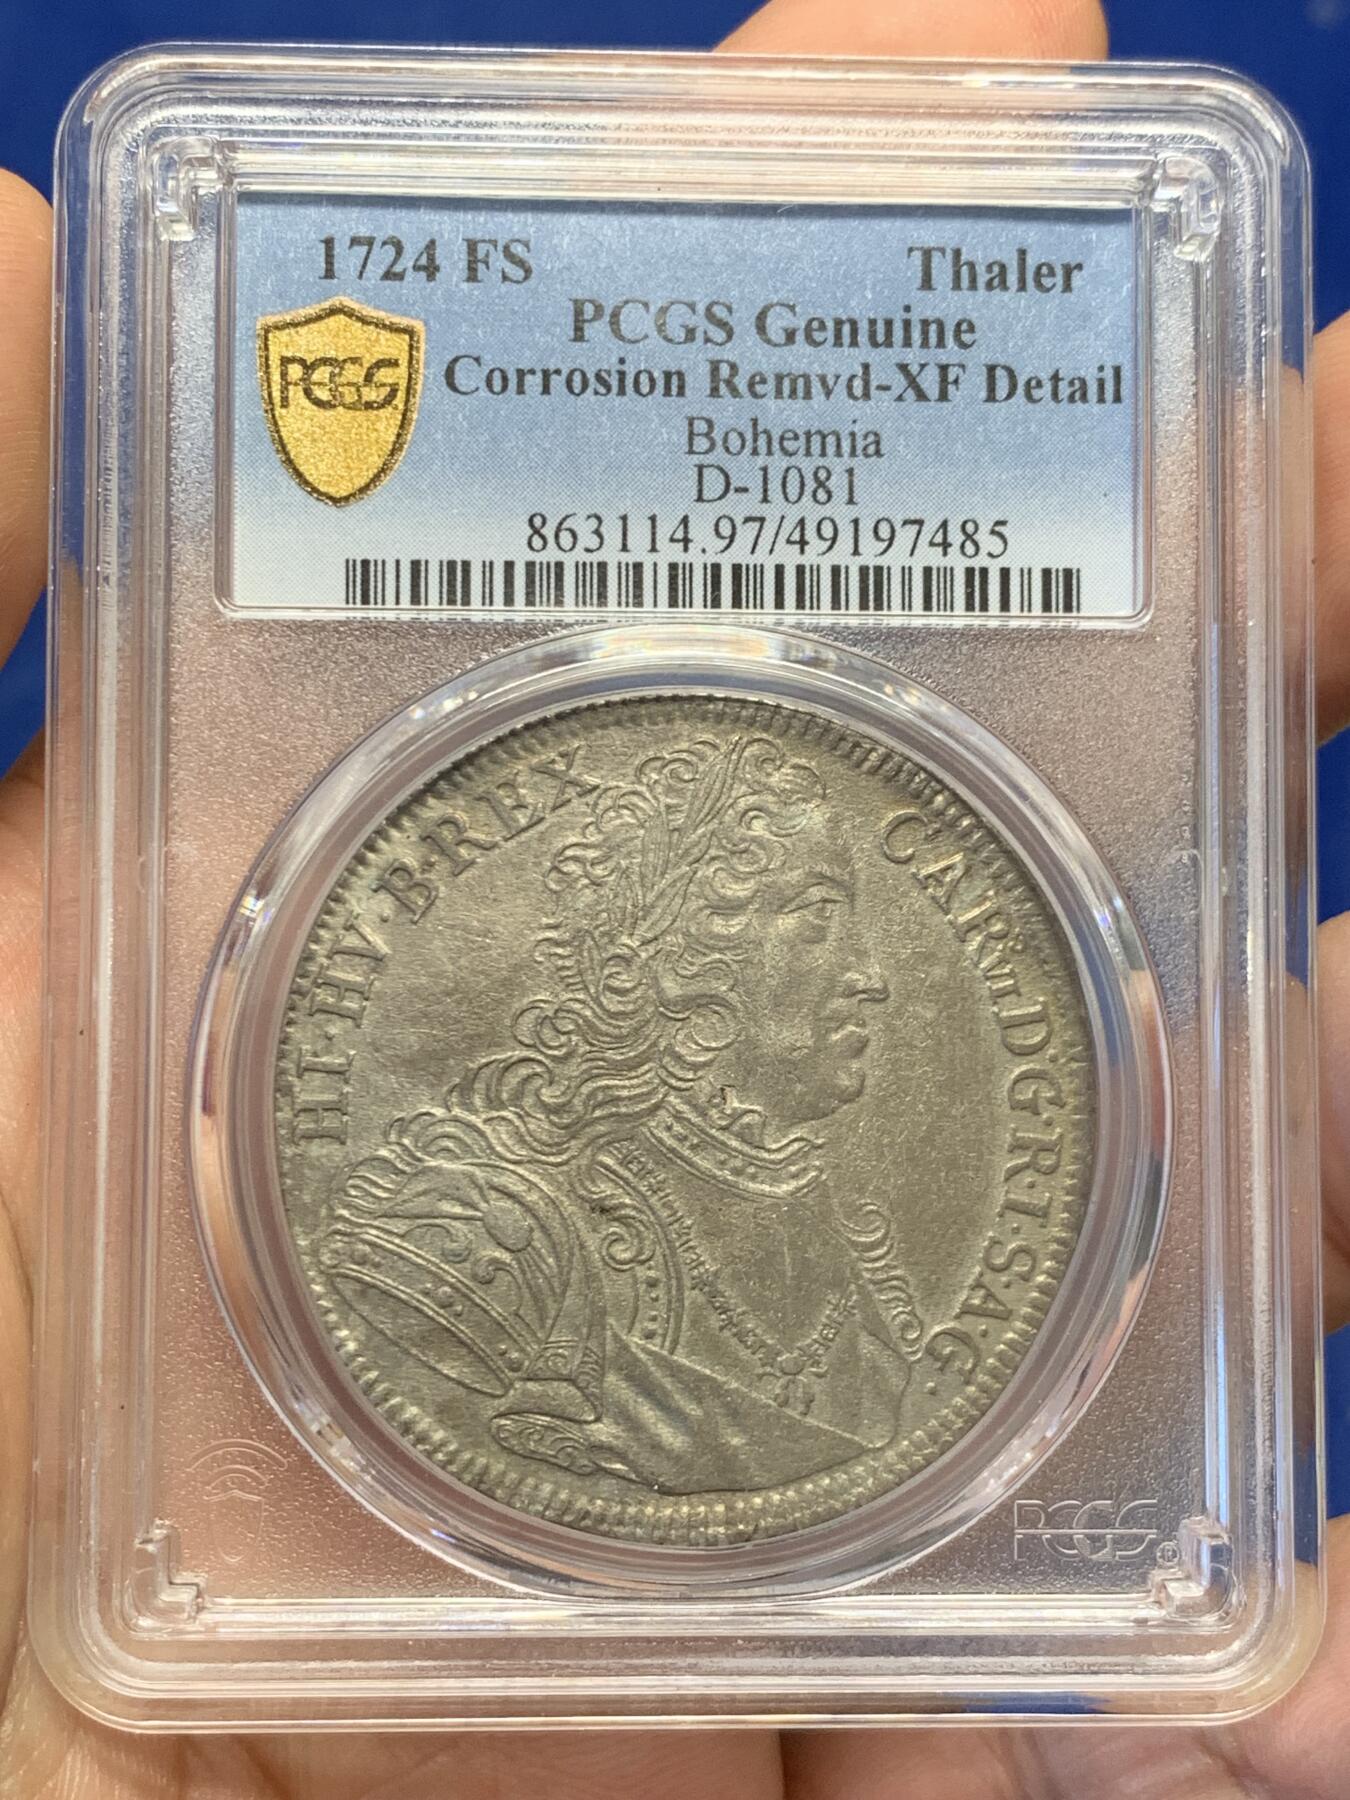 1724 FS Thaler
PCGS Genuine
PCGS
Corrosion Remvd-XF Detail
Bohemia
D-1081
863114.97/49197485
CAR·VI·D·G·R·I·S·A·G·
HI·HV·B·REX
PCGS®